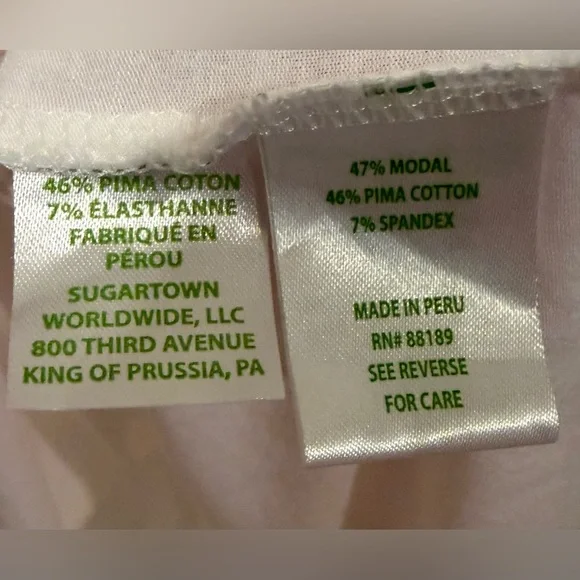 46% PIMA COTON
7% ÉLASTHANNE
FABRIQUÉ EN
PÉROU
SUGARTOWN
WORLDWIDE, LLC
800 THIRD AVENUE
KING OF PRUSSIA, PA
47% MODAL
46% PIMA COTTON
7% SPANDEX
MADE IN PERU
RN# 88189
SEE REVERSE
FOR CARE